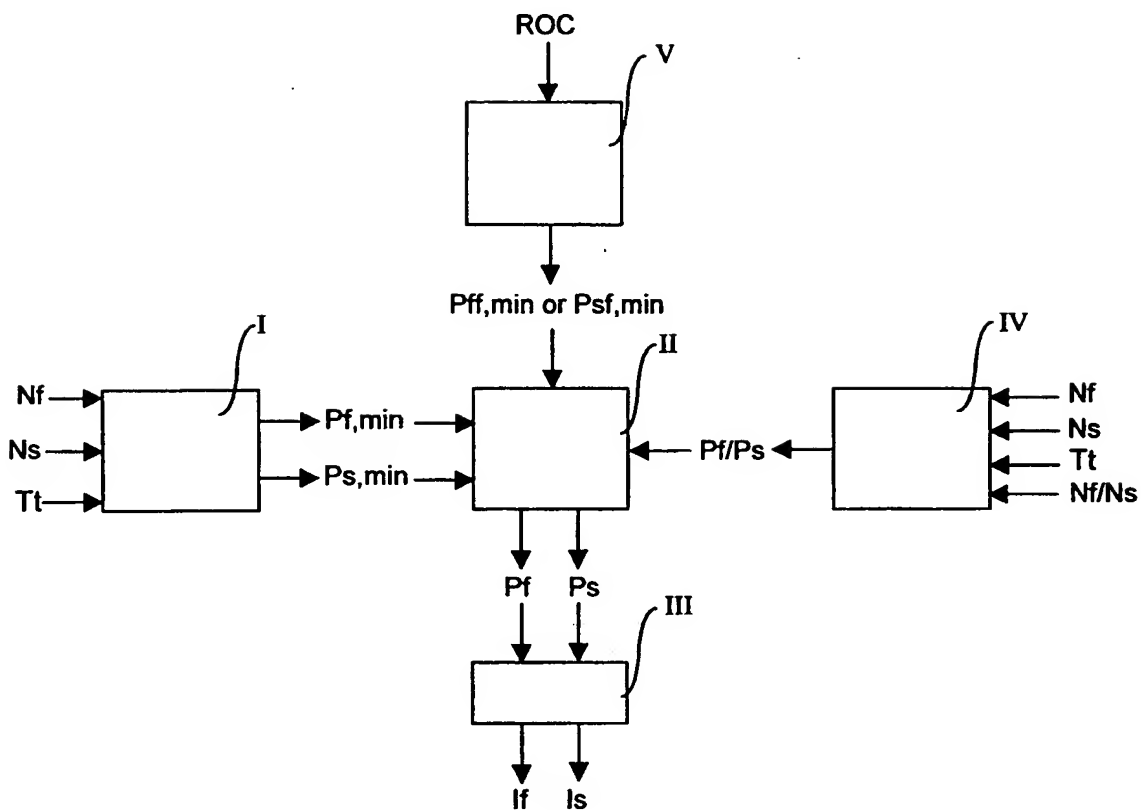 ROC
V
Pff,min or Psf,min
I
II
IV
Nf
Ns
Tt
Pf,min
Ps,min
Pf/Ps
Nf
Ns
Tt
Nf/Ns
Pf
Ps
III
If
Is